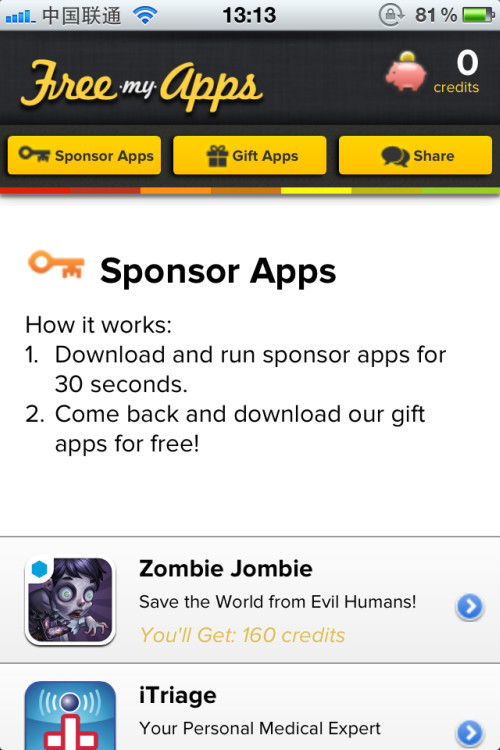 中国联通 13:13 81%
Free my Apps
0
credits
Sponsor Apps Gift Apps Share
Sponsor Apps
How it works:
1. Download and run sponsor apps for
30 seconds.
2. Come back and download our gift
apps for free!
Zombie Jombie
Save the World from Evil Humans!
You'll Get: 160 credits
iTriage
Your Personal Medical Expert